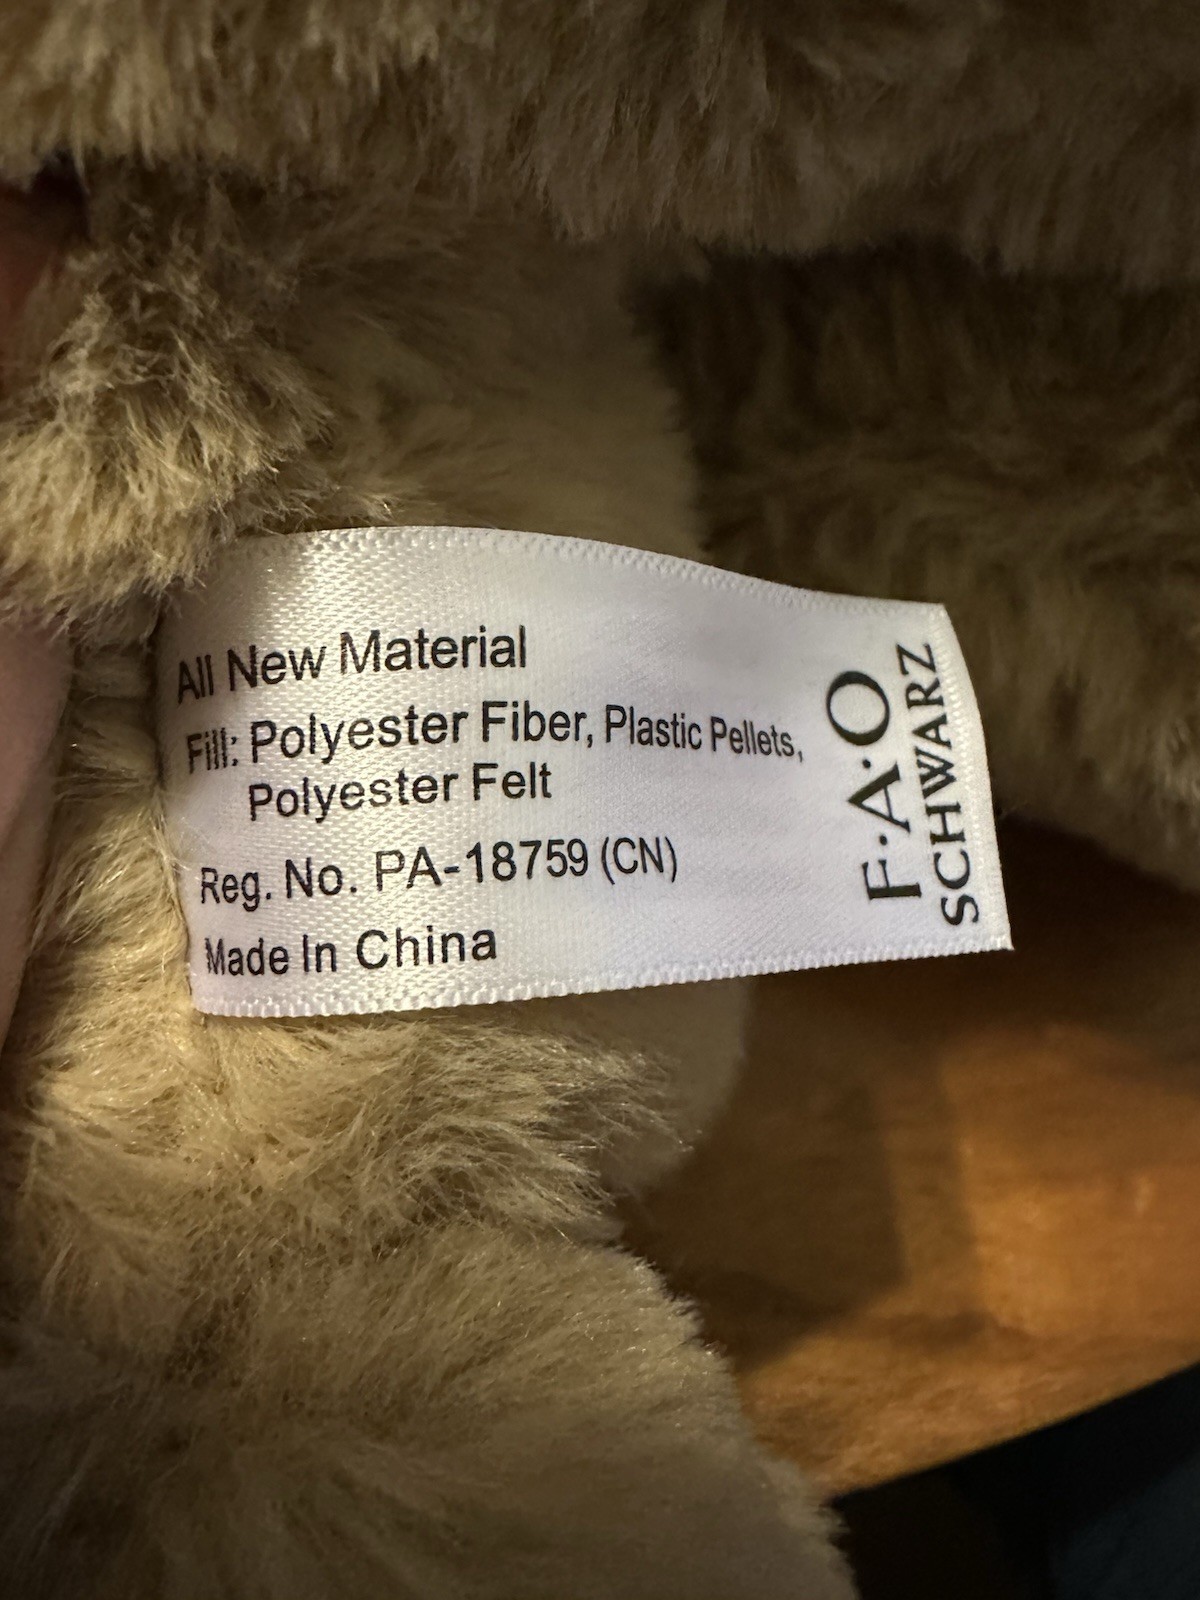 All New Material
Fill: Polyester Fiber, Plastic Pellets,
Polyester Felt
Reg. No. PA-18759 (CN)
Made In China
F·A·O
SCHWARZ